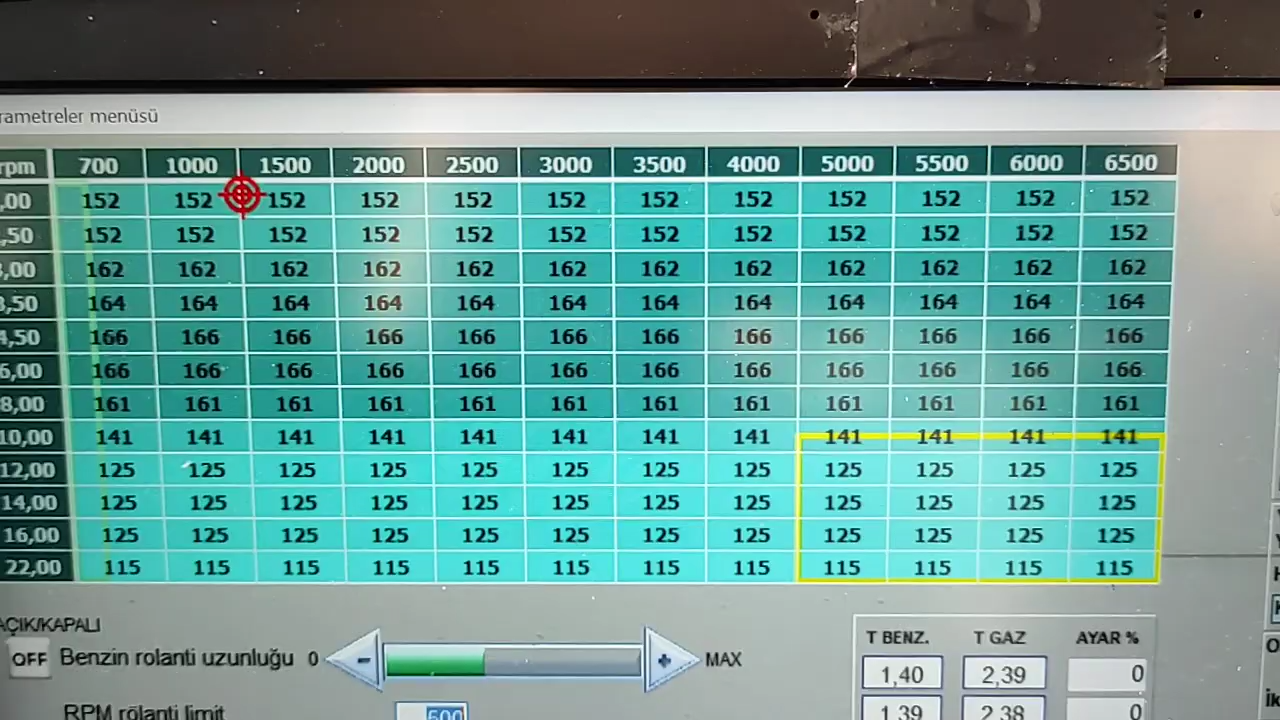 rametreler menüsü
rpm 700 1000 1500 2000 2500 3000 3500 4000 5000 5500 6000 6500
,00 152 152 152 152 152 152 152 152 152 152 152 152
,50 152 152 152 152 152 152 152 152 152 152 152 152
3,00 162 162 162 162 162 162 162 162 162 162 162 162
3,50 164 164 164 164 164 164 164 164 164 164 164 164
4,50 166 166 166 166 166 166 166 166 166 166 166 166
6,00 166 166 166 166 166 166 166 166 166 166 166 166
8,00 161 161 161 161 161 161 161 161 161 161 161 161
10,00 141 141 141 141 141 141 141 141 141 141 141 141
12,00 125 125 125 125 125 125 125 125 125 125 125 125
14,00 125 125 125 125 125 125 125 125 125 125 125 125
16,00 125 125 125 125 125 125 125 125 125 125 125 125
22,00 115 115 115 115 115 115 115 115 115 115 115 115
AÇIK/KAPALI
OFF Benzin rolanti uzunluğu 0 - + MAX
RPM rölanti limit 600
T BENZ. T GAZ AYAR %
1,40 2,39 0
1,39 2,38 0